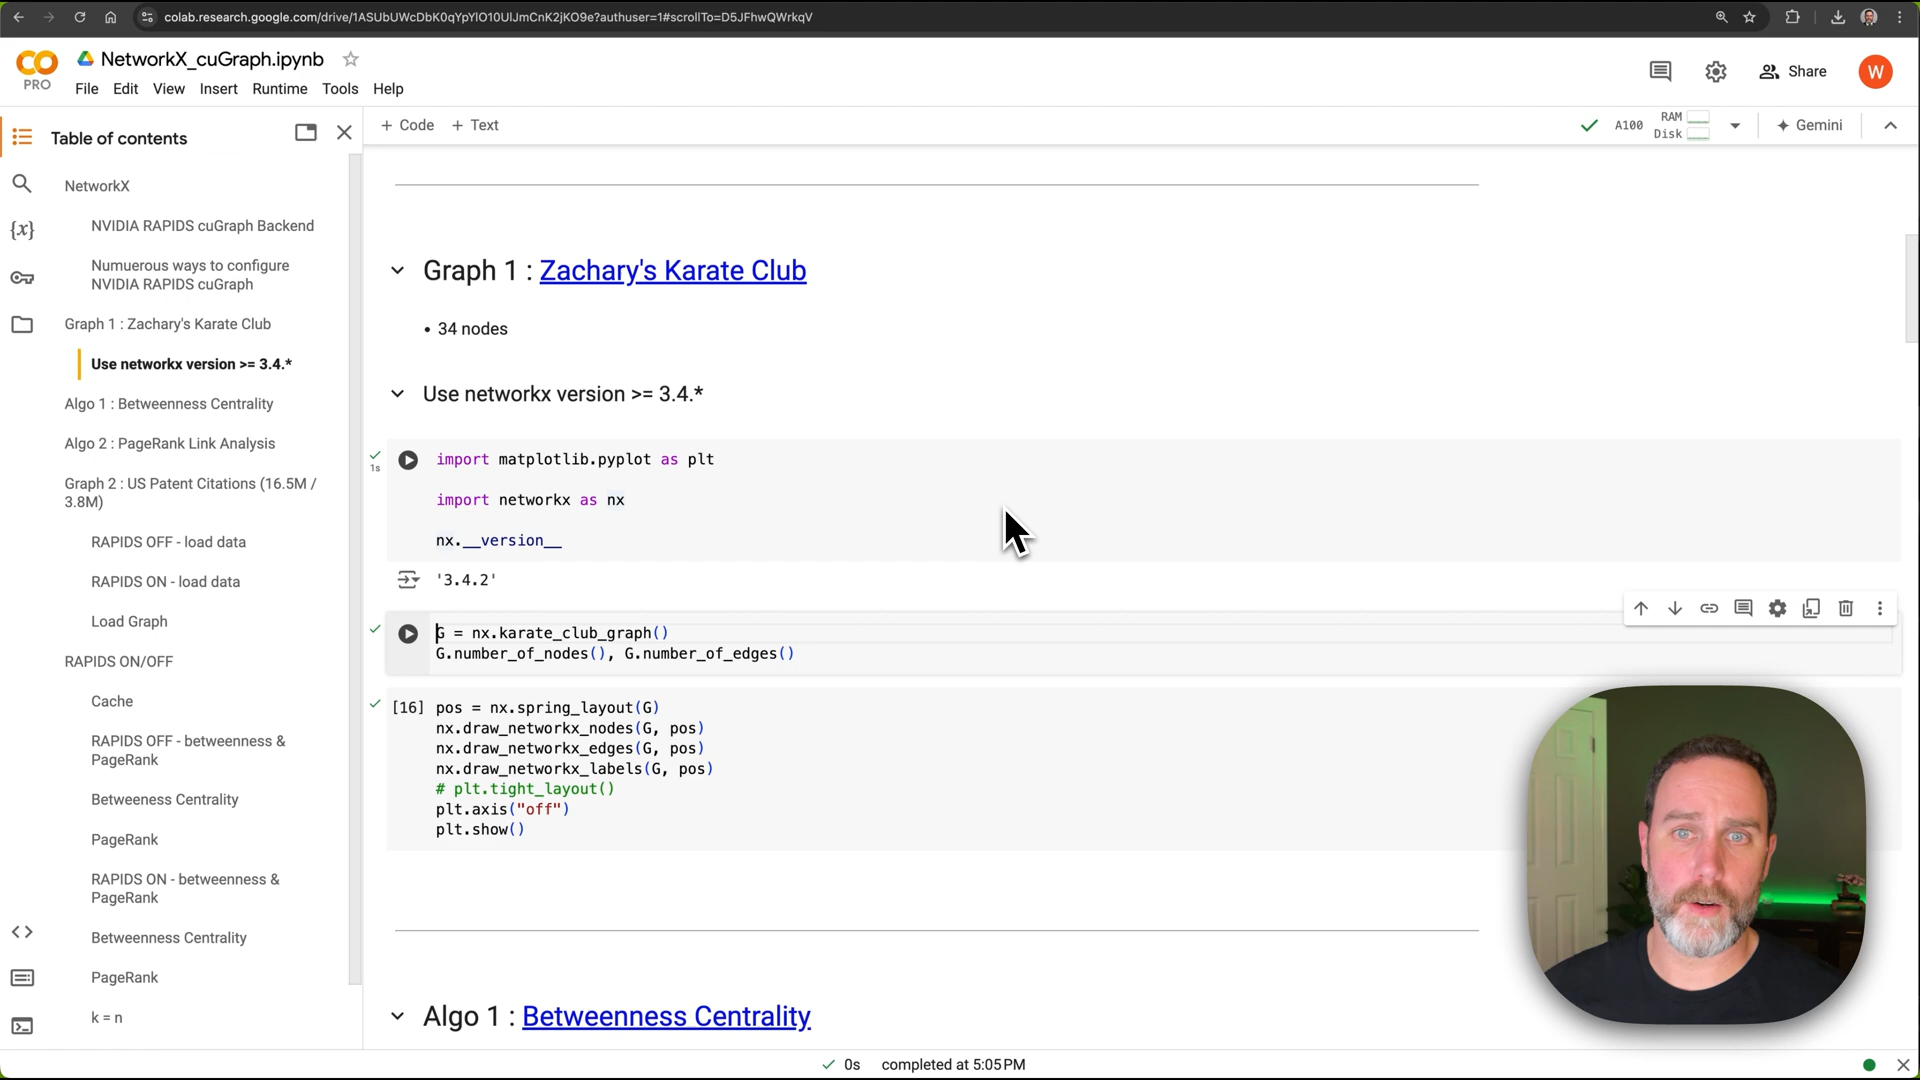 colab.research.google.com/drive/1ASUbUWcDbK0qYpYlO10UlJmCnK2jKO9e?authuser=1#scrollTo=D5JFhwQWrkqV
PRO
NetworkX_cuGraph.ipynb
File Edit View Insert Runtime Tools Help
Share
W
Table of contents
+ Code + Text
A100
RAM
Disk
Gemini
NetworkX
NVIDIA RAPIDS cuGraph Backend
Numuerous ways to configure
NVIDIA RAPIDS cuGraph
Graph 1 : Zachary's Karate Club
Use networkx version >= 3.4.*
Algo 1 : Betweenness Centrality
Algo 2 : PageRank Link Analysis
Graph 2 : US Patent Citations (16.5M /
3.8M)
RAPIDS OFF - load data
RAPIDS ON - load data
Load Graph
RAPIDS ON/OFF
Cache
RAPIDS OFF - betweenness &
PageRank
Betweeness Centrality
PageRank
RAPIDS ON - betweenness &
PageRank
Betweenness Centrality
PageRank
k = n
Graph 1 : Zachary's Karate Club
• 34 nodes
Use networkx version >= 3.4.*
1s
import matplotlib.pyplot as plt
import networkx as nx
nx.__version__
'3.4.2'
G = nx.karate_club_graph()
G.number_of_nodes(), G.number_of_edges()
[16] pos = nx.spring_layout(G)
nx.draw_networkx_nodes(G, pos)
nx.draw_networkx_edges(G, pos)
nx.draw_networkx_labels(G, pos)
# plt.tight_layout()
plt.axis("off")
plt.show()
Algo 1 : Betweenness Centrality
0s completed at 5:05 PM